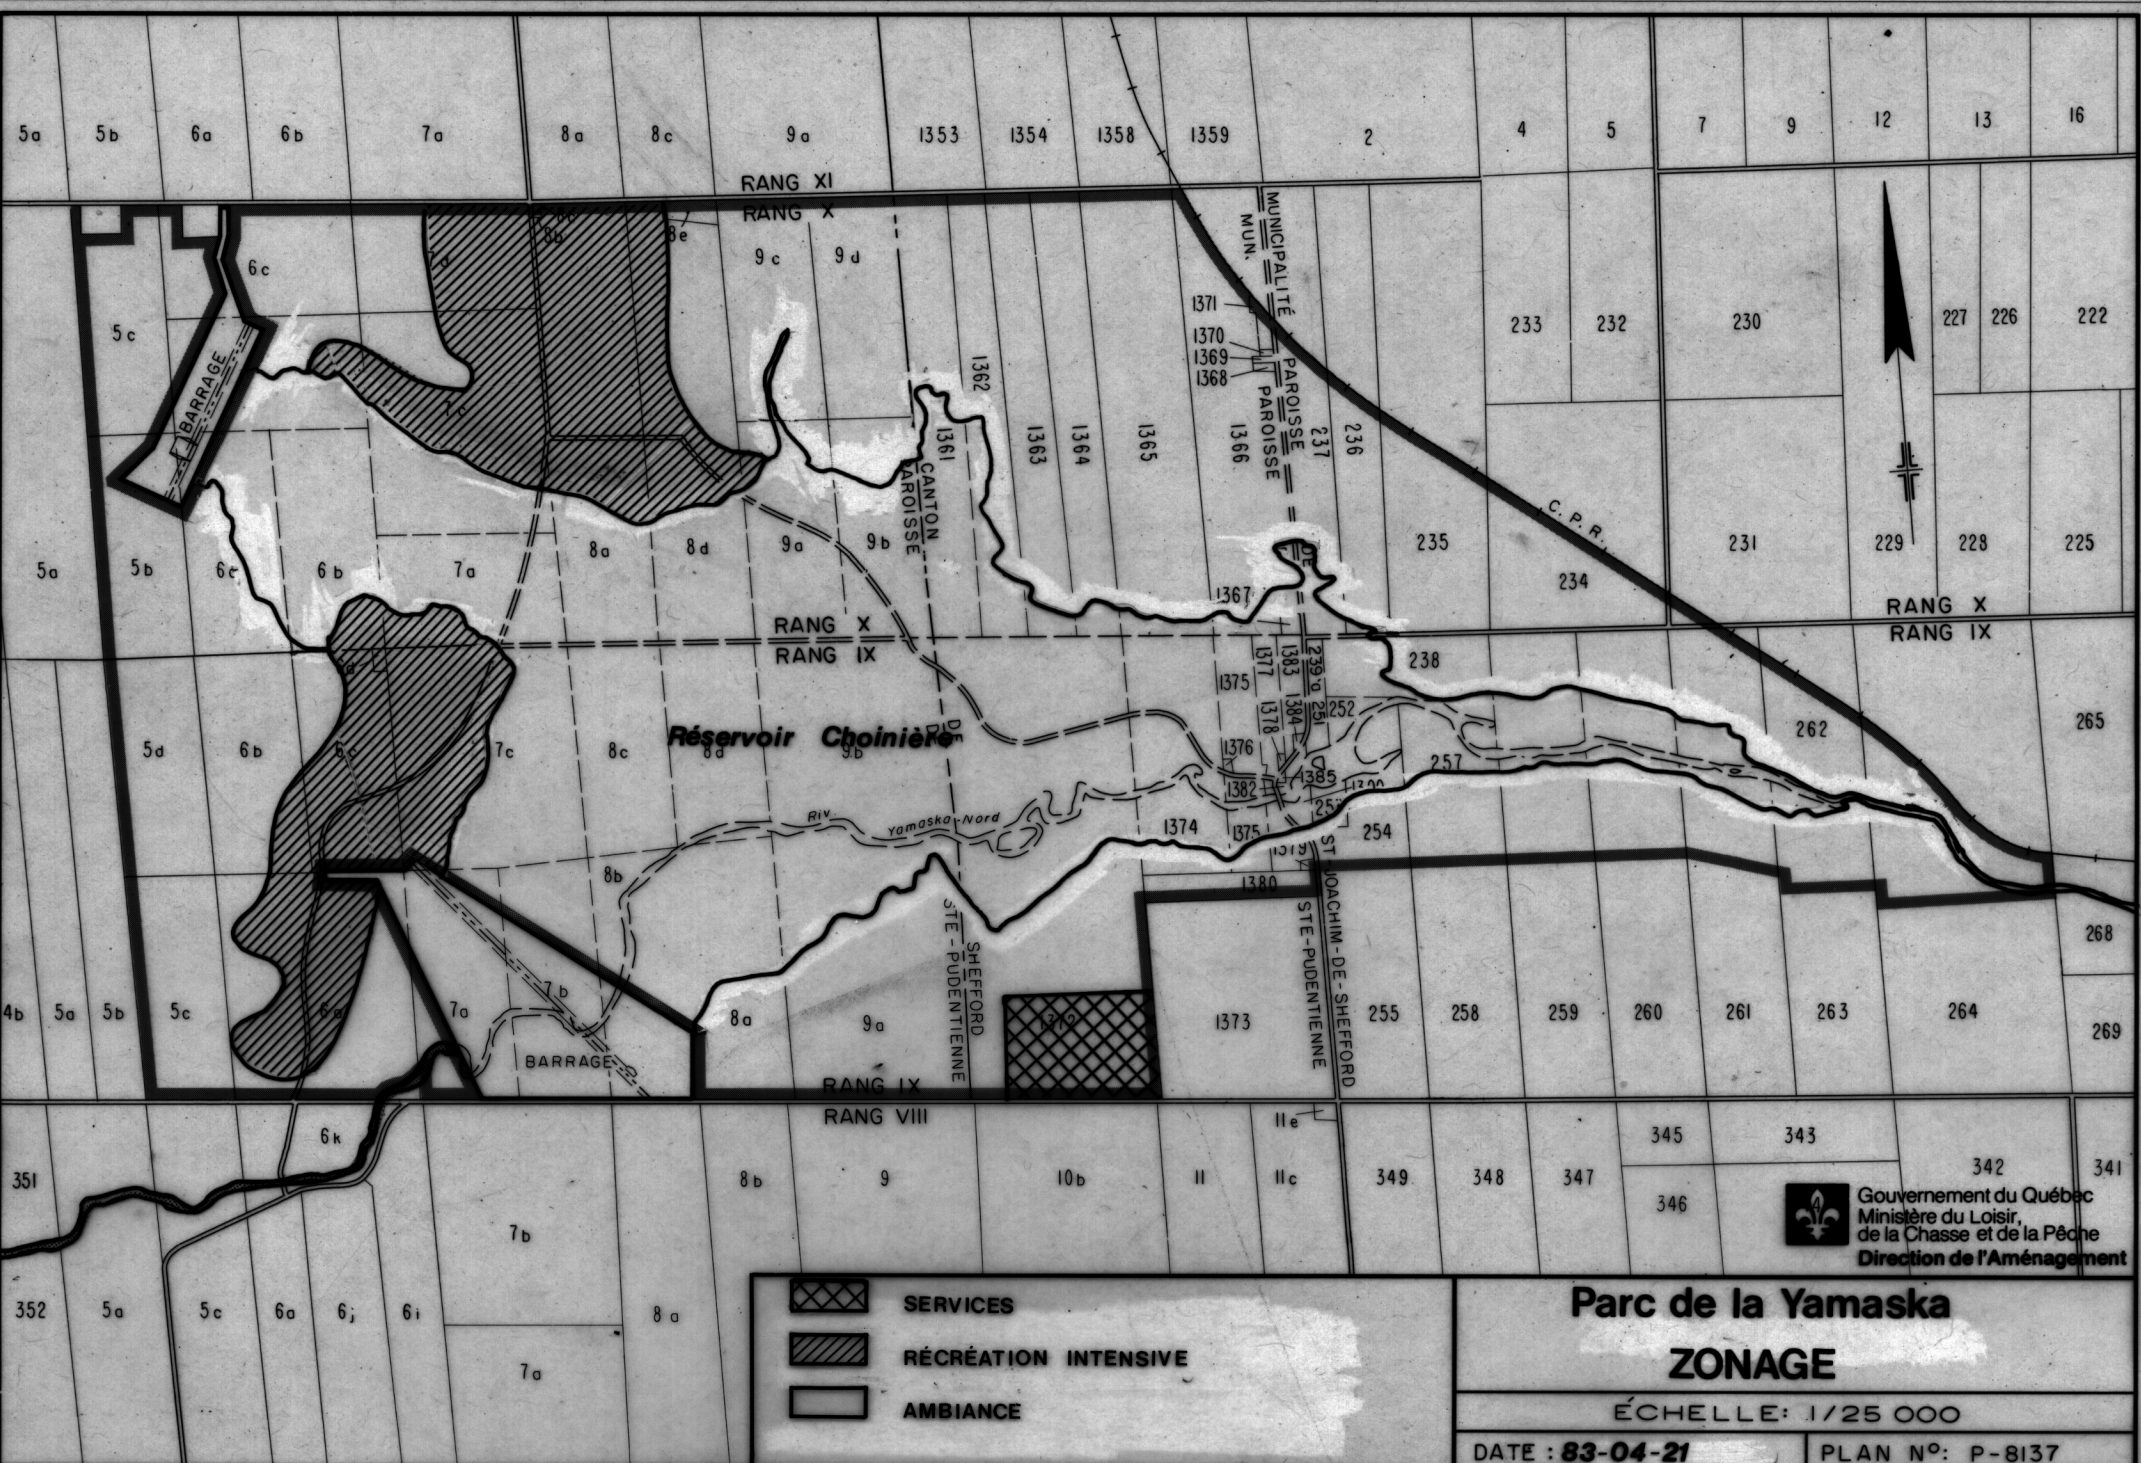 5a 5b 6a 6b 7a 8a 8c 9a 1353 1354 1358 1359 2 4 5 7 9 12 13 16
RANG XI
RANG X
8b 8e
6c 7d 9c 9d
MUNICIPALITÉ
MUN.
PAROISSE
PAROISSE
5c
BARRAGE
1371
1370
1369
1368
233 232 230 227 226 222
1362
1361 1363 1364 1365 1366 237 236
CANTON
C.P.R.
5a 5b 6c 6b 7a 8a 8d 9a 9b 235 234 231 229 228 225
DE
1367
RANG X
RANG IX
RANG X
RANG IX
6d
1377 1383 239a 238
1375
1378 1384 251 252
5d 6b 6c 7c 8c 8d 9b
Réservoir Choinière
DE
262 265
1376
1385
257
1382
Riv Yamaska-Nord
1374 1375 254
1379
8b
1380
STE-PUDENTIENNE
SHEFFORD
STE-PUDENTIENNE
ST-JOACHIM-DE-SHEFFORD
268
4b 5a 5b 5c 6a 7a 7b 8a 9a 1372 1373 255 258 259 260 261 263 264 269
BARRAGE
RANG IX
RANG VIII
11e
6k
345 343
351 8b 9 10b 11 11c 349 348 347 342 341
346
7b
Gouvernement du Québec
Ministère du Loisir,
de la Chasse et de la Pêche
Direction de l'Aménagement
352 5a 5c 6a 6j 6i 8a
7a
SERVICES
RÉCRÉATION INTENSIVE
AMBIANCE
Parc de la Yamaska
ZONAGE
ÉCHELLE: 1/25 000
DATE : 83-04-21
PLAN Nº: P-8137